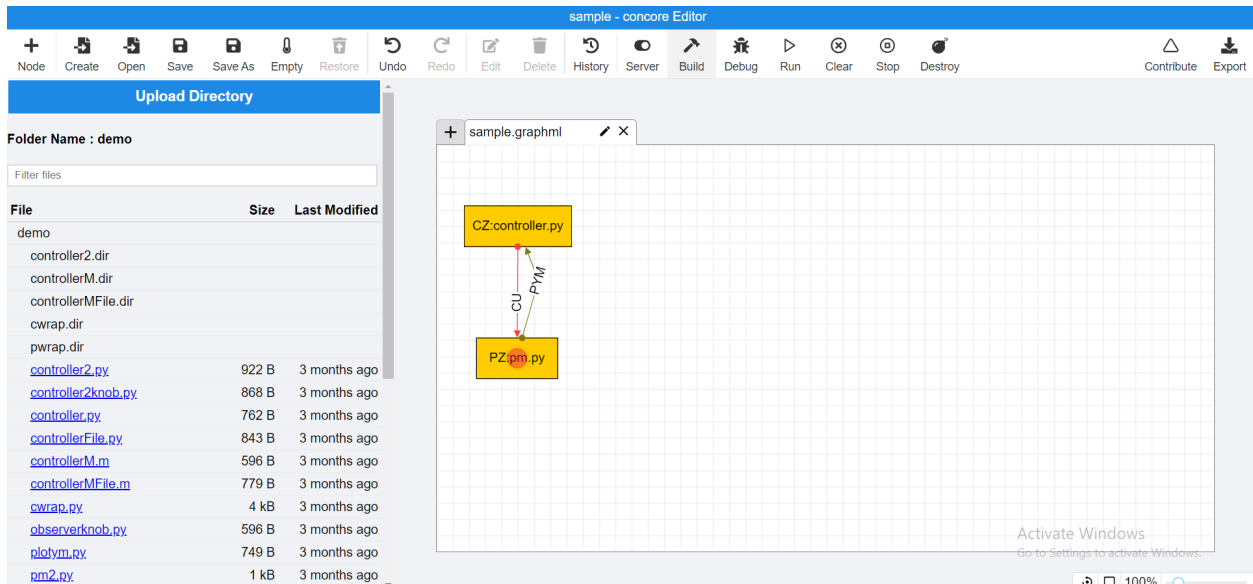 sample - concore Editor
Node Create Open Save Save As Empty Restore Undo Redo Edit Delete History Server Build Debug Run Clear Stop Destroy Contribute Export
Upload Directory
Folder Name : demo
Filter files
File Size Last Modified
demo
controller2.dir
controllerM.dir
controllerMFile.dir
cwrap.dir
pwrap.dir
controller2.py 922 B 3 months ago
controller2knob.py 868 B 3 months ago
controller.py 762 B 3 months ago
controllerFile.py 843 B 3 months ago
controllerM.m 596 B 3 months ago
controllerMFile.m 779 B 3 months ago
cwrap.py 4 kB 3 months ago
observerknob.py 596 B 3 months ago
plotym.py 749 B 3 months ago
pm2.py 1 kB 3 months ago
+ sample.graphml
CZ:controller.py
PYM
CU
PZ:pm.py
Activate Windows
Go to Settings to activate Windows.
100%